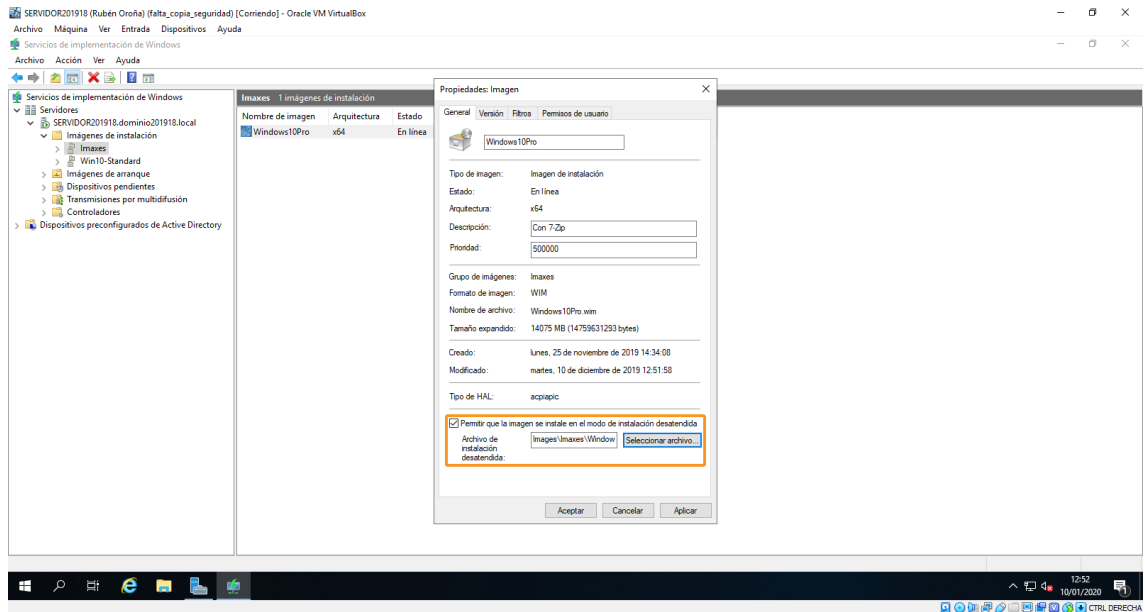 SERVIDOR201918 (Rubén Oroña) (falta_copia_seguridad) [Corriendo] - Oracle VM VirtualBox
Archivo Máquina Ver Entrada Dispositivos Ayuda
Servicios de implementación de Windows
Archivo Acción Ver Ayuda
Servicios de implementación de Windows
Servidores
SERVIDOR201918.dominio201918.local
Imágenes de instalación
Imaxes
Win10-Standard
Imágenes de arranque
Dispositivos pendientes
Transmisiones por multidifusión
Controladores
Dispositivos preconfigurados de Active Directory
Imaxes 1 imágenes de instalación
Nombre de imagen Arquitectura Estado
Windows10Pro x64 En línea
Propiedades: Imagen
General Versión Filtros Permisos de usuario
Windows10Pro
Tipo de imagen: Imagen de instalación
Estado: En línea
Arquitectura: x64
Descripción: Con 7-Zip
Prioridad: 500000
Grupo de imágenes: Imaxes
Formato de imagen: WIM
Nombre de archivo: Windows10Pro.wim
Tamaño expandido: 14075 MB (14759631293 bytes)
Creado: lunes, 25 de noviembre de 2019 14:34:08
Modificado: martes, 10 de diciembre de 2019 12:51:58
Tipo de HAL: acpiapic
Permitir que la imagen se instale en el modo de instalación desatendida
Archivo de instalación desatendida: Images\Imaxes\Window Seleccionar archivo...
Aceptar Cancelar Aplicar
12:52
10/01/2020
CTRL DERECHA